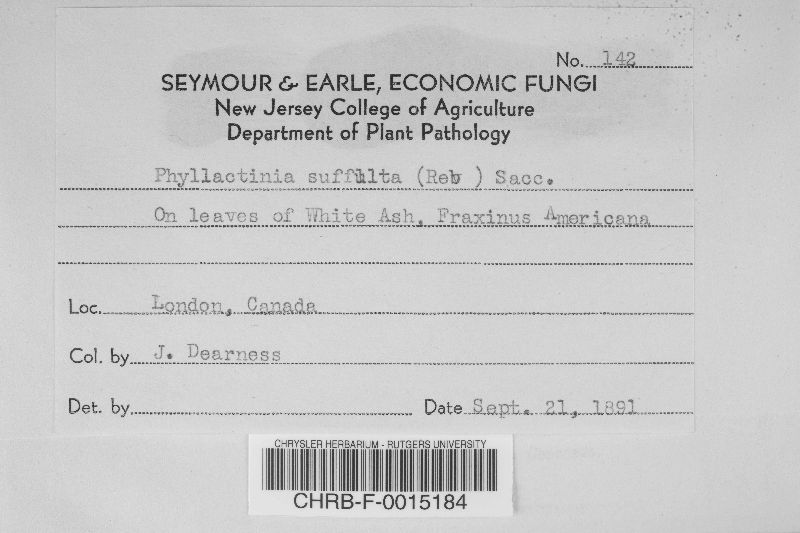 No. 142
SEYMOUR & EARLE, ECONOMIC FUNGI
New Jersey College of Agriculture
Department of Plant Pathology
Phyllactinia suffulta (Reb ) Sacc.
On leaves of White Ash. Fraxinus Americana
Loc. London, Canada
Col. by J. Dearness
Det. by
Date Sept. 21, 1891
CHRYSLER HERBARIUM - RUTGERS UNIVERSITY
CHRB-F-0015184